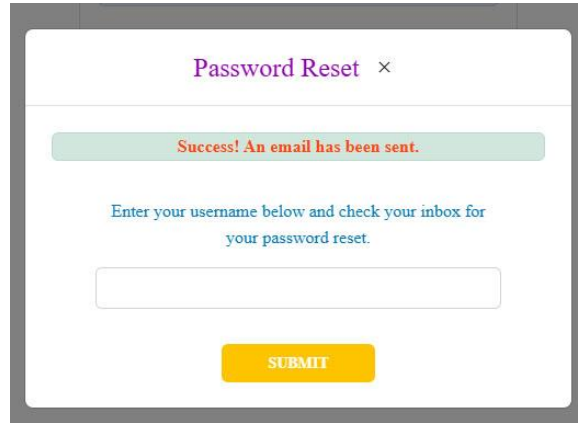 Password Reset ×
Success! An email has been sent.
Enter your username below and check your inbox for
your password reset.
SUBMIT